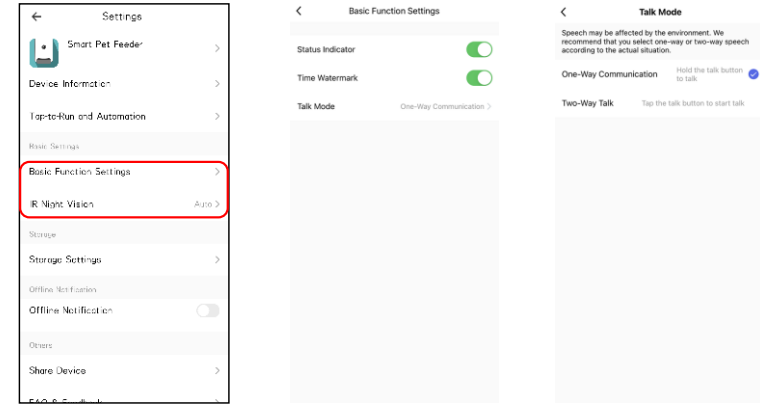 Settings
Smart Pet Feeder
Device Information
Tap-to-Run and Automation
Basic Settings
Basic Function Settings
IR Night Vision
Auto
Storage
Storage Settings
Offline Notification
Offline Notification
Others
Share Device
Basic Function Settings
Status Indicator
Time Watermark
Talk Mode
One-Way Communication
Talk Mode
Speech may be affected by the environment. We
recommend that you select one-way or two-way speech
according to the actual situation.
One-Way Communication
Hold the talk button
to talk
Two-Way Talk
Tap the talk button to start talk